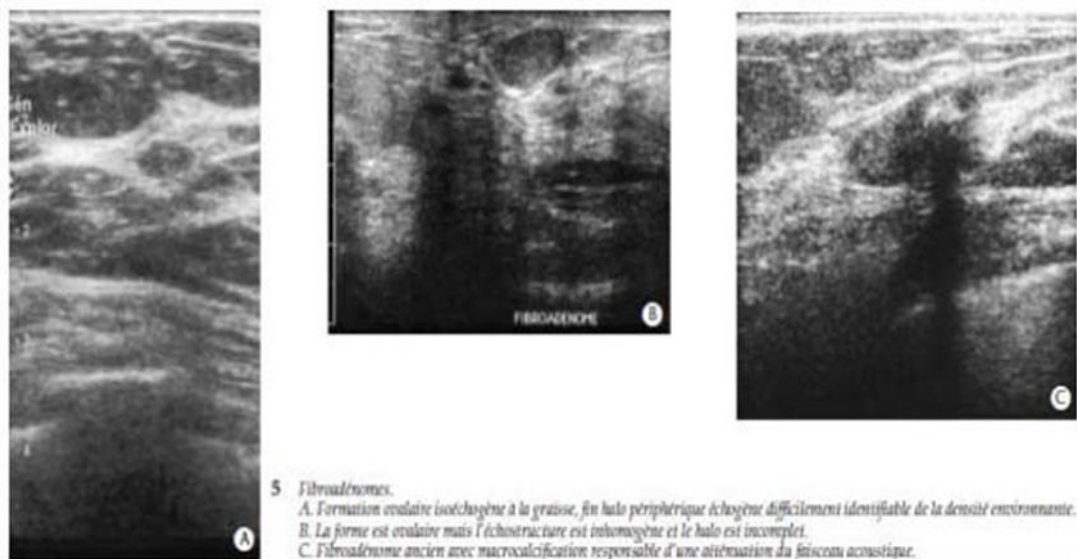 FIBROADENOME
B
C
A
5 Fibroadénomes.
A. Formation ovalaire isoéchogène à la graisse, fin halo périphérique échogène difficilement identifiable de la densité environnante.
B. La forme est ovalaire mais l'échostructure est inhomogène et le halo est incomplet.
C. Fibroadénome ancien avec macrocalcification responsable d'une atténuation du faisceau acoustique.